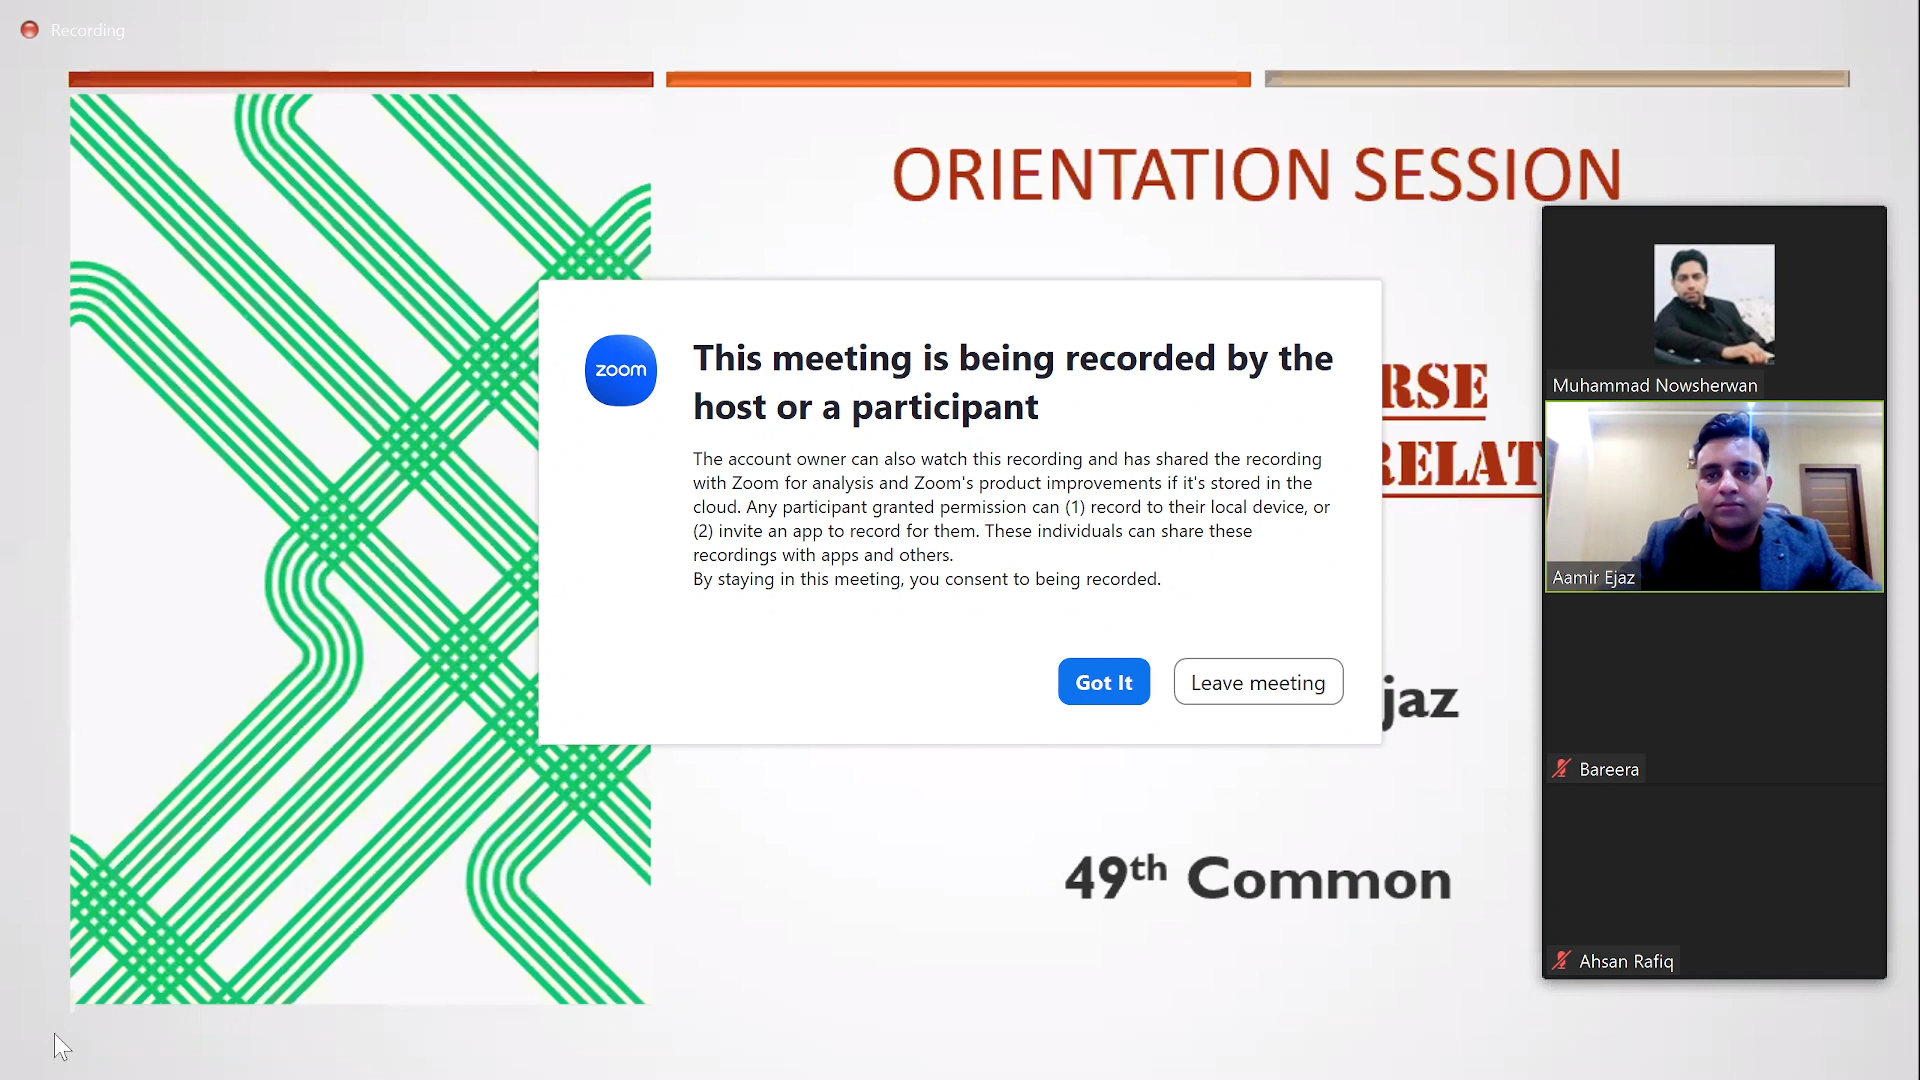 Recording
ORIENTATION SESSION
zoom
This meeting is being recorded by the
host or a participant
The account owner can also watch this recording and has shared the recording
with Zoom for analysis and Zoom's product improvements if it's stored in the
cloud. Any participant granted permission can (1) record to their local device, or
(2) invite an app to record for them. These individuals can share these
recordings with apps and others.
By staying in this meeting, you consent to being recorded.
Got It
Leave meeting
RSE
RELAT
jaz
49th Common
Muhammad Nowsherwan
Aamir Ejaz
Bareera
Ahsan Rafiq